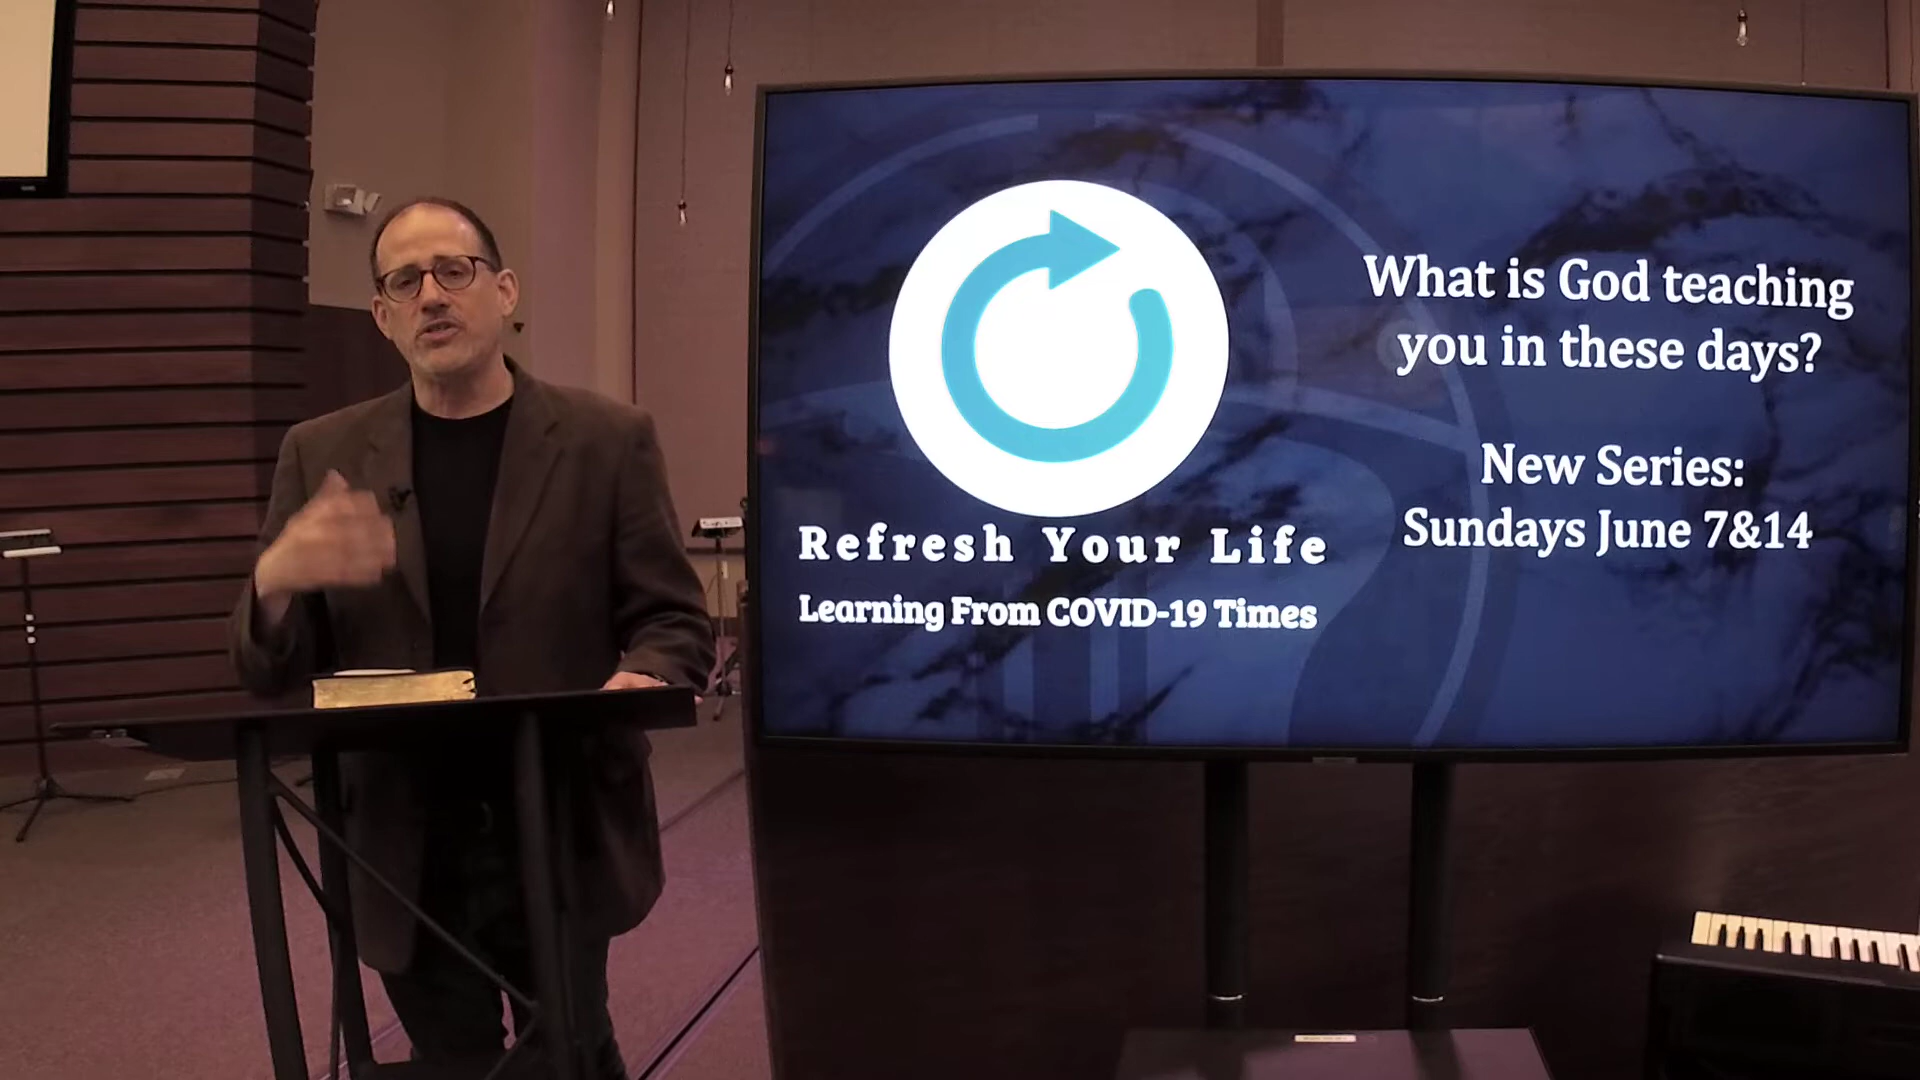 Refresh Your Life
Learning From COVID-19 Times
What is God teaching
you in these days?
New Series:
Sundays June 7&14